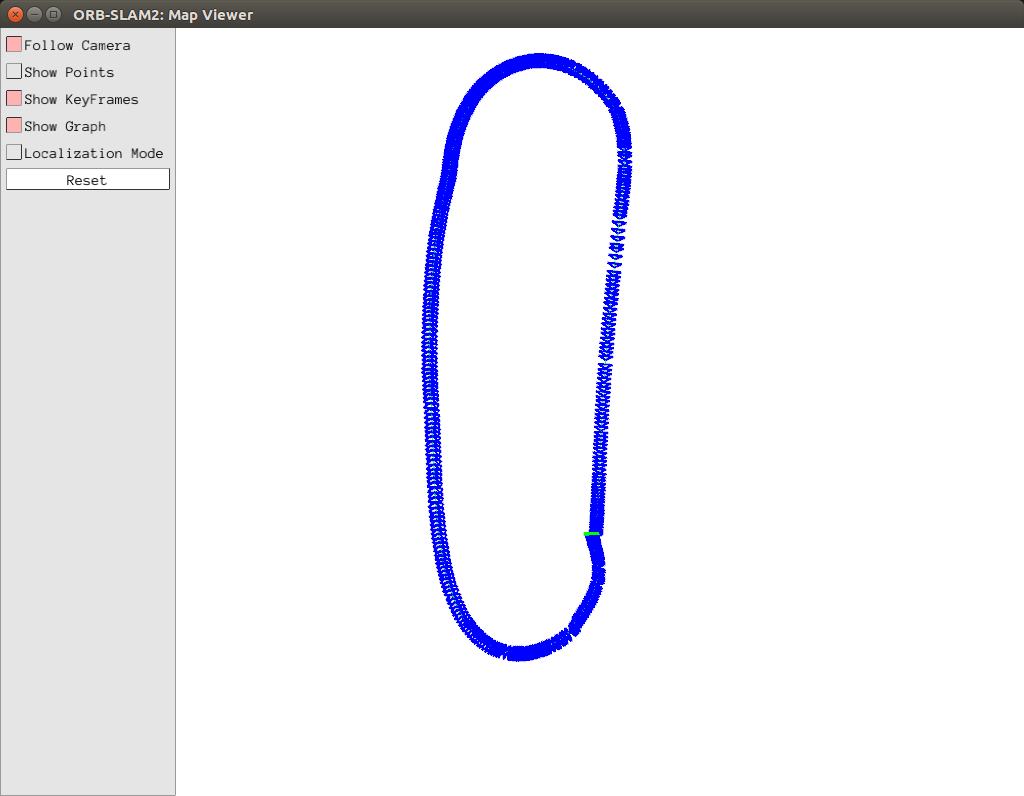 ORB-SLAM2: Map Viewer
Follow Camera
Show Points
Show KeyFrames
Show Graph
Localization Mode
Reset